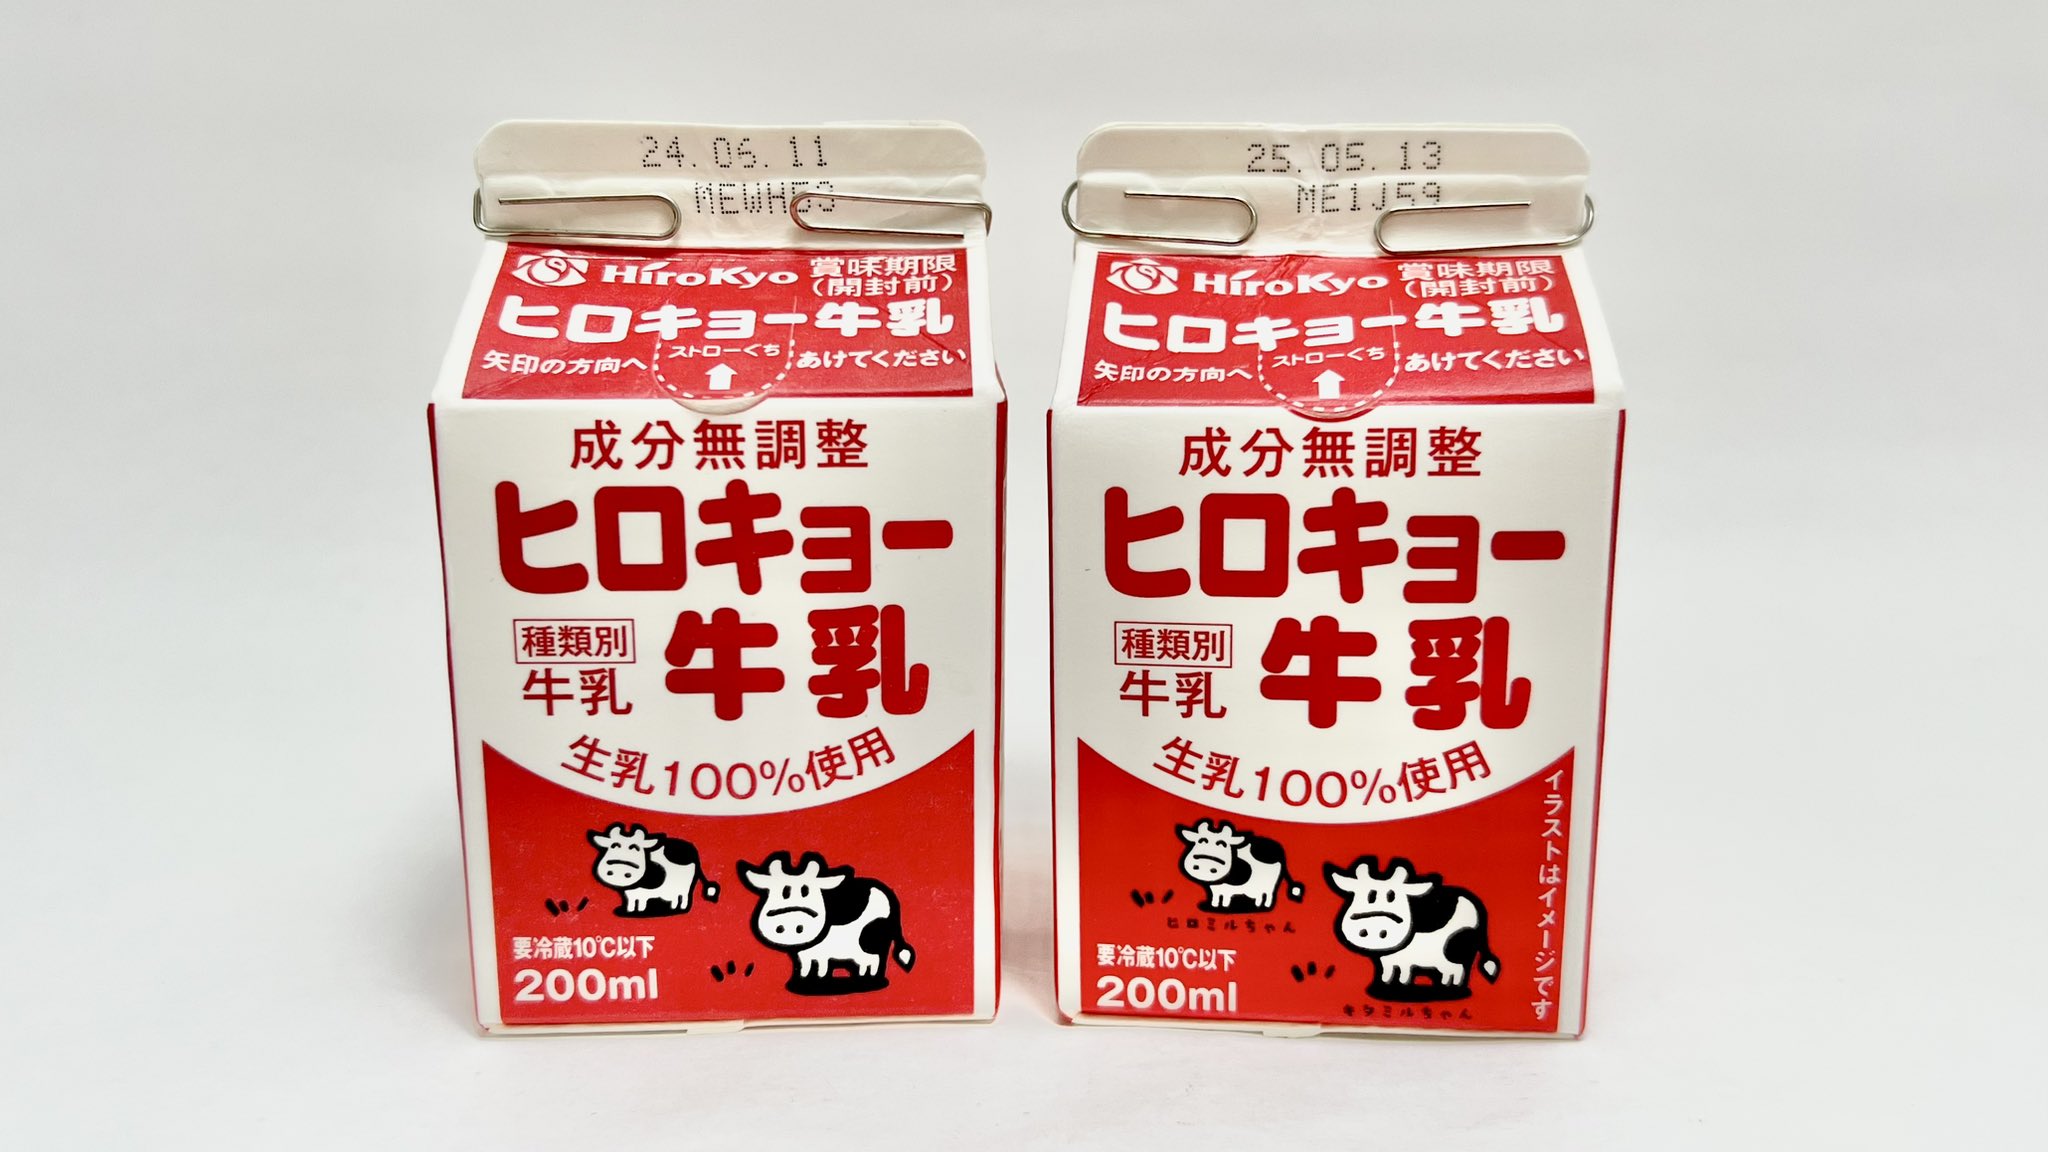 24.06.11
MEWH53
HiroKyo
賞味期限
(開封前)
ヒロキョー牛乳
矢印の方向へ
ストローくち
あけてください
成分無調整
ヒロキョー
牛乳
種類別
牛乳
生乳100%使用
要冷蔵10℃以下
200ml
25.05.13
ME1J59
HiroKyo
賞味期限
(開封前)
ヒロキョー牛乳
矢印の方向へ
ストローくち
あけてください
成分無調整
ヒロキョー
牛乳
種類別
牛乳
生乳100%使用
イラストはイメージです
ヒロミルちゃん
要冷蔵10℃以下
200ml
キタミルちゃん